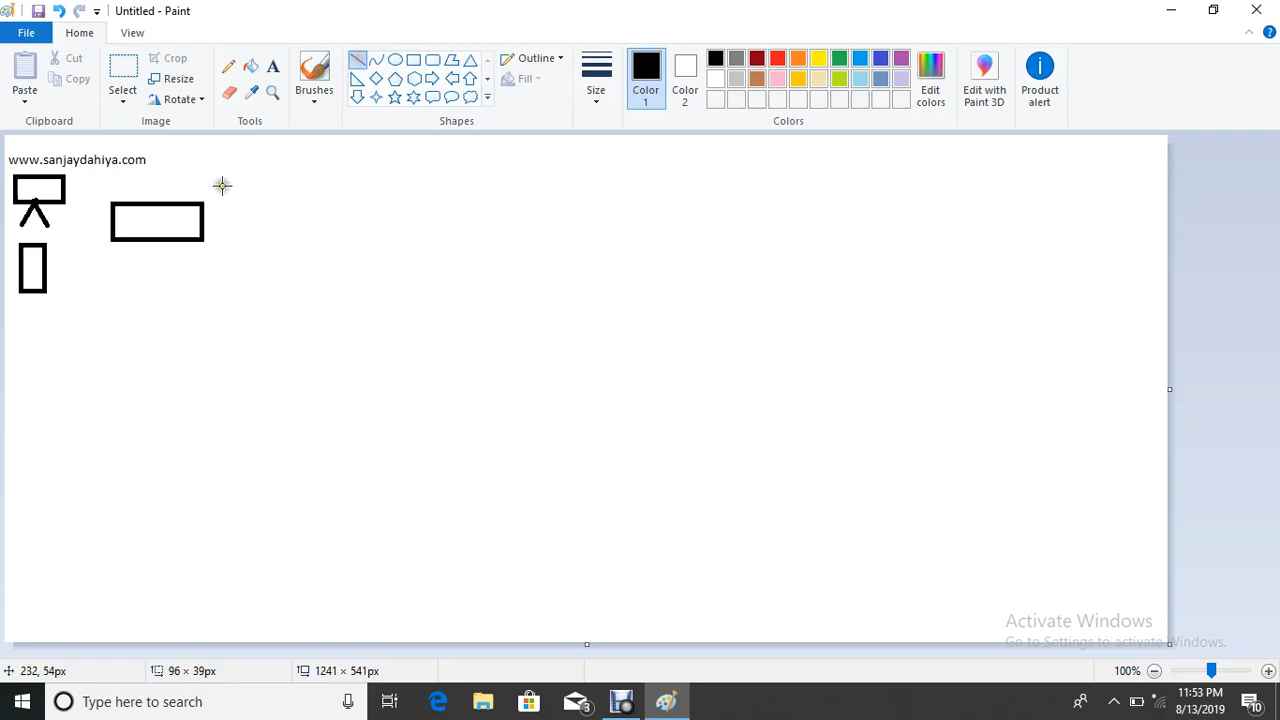 Untitled - Paint
File Home View
Paste Cut Copy Clipboard
Select Crop Resize Rotate Image
A Tools
Brushes
Outline Fill Shapes
Size
Color 1 Color 2 Colors
Edit colors
Edit with Paint 3D
Product alert
www.sanjaydahiya.com
Activate Windows
Go to Settings to activate Windows.
232, 54px 96 × 39px 1241 × 541px 100%
Type here to search 3 11:53 PM
8/13/2019 10